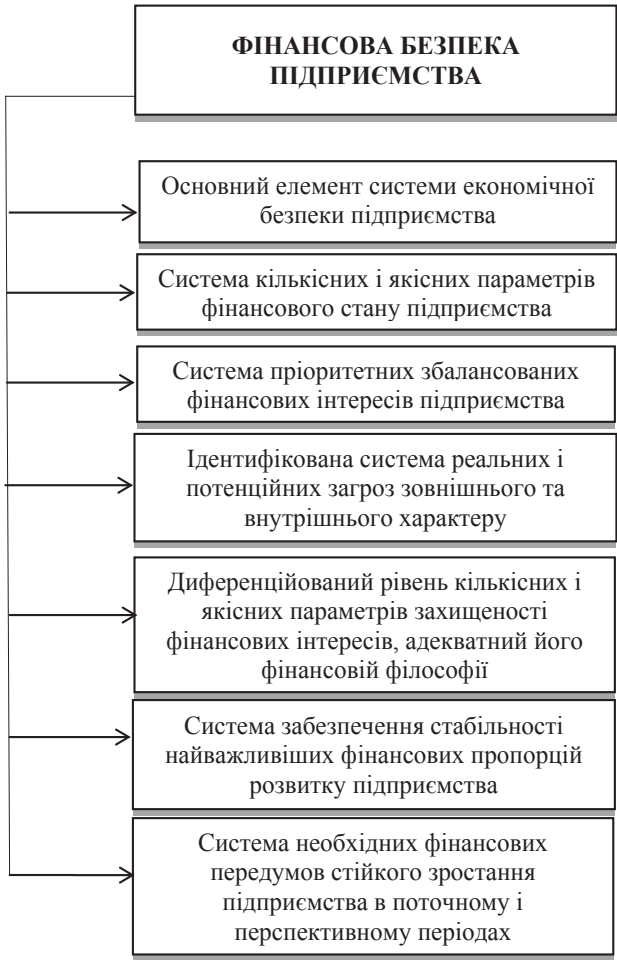 ФІНАНСОВА БЕЗПЕКА
ПІДПРИЄМСТВА
Основний елемент системи економічної
безпеки підприємства
Система кількісних і якісних параметрів
фінансового стану підприємства
Система пріоритетних збалансованих
фінансових інтересів підприємства
Ідентифікована система реальних і
потенційних загроз зовнішнього та
внутрішнього характеру
Диференційований рівень кількісних і
якісних параметрів захищеності
фінансових інтересів, адекватний його
фінансовій філософії
Система забезпечення стабільності
найважливіших фінансових пропорцій
розвитку підприємства
Система необхідних фінансових
передумов стійкого зростання
підприємства в поточному і
перспективному періодах